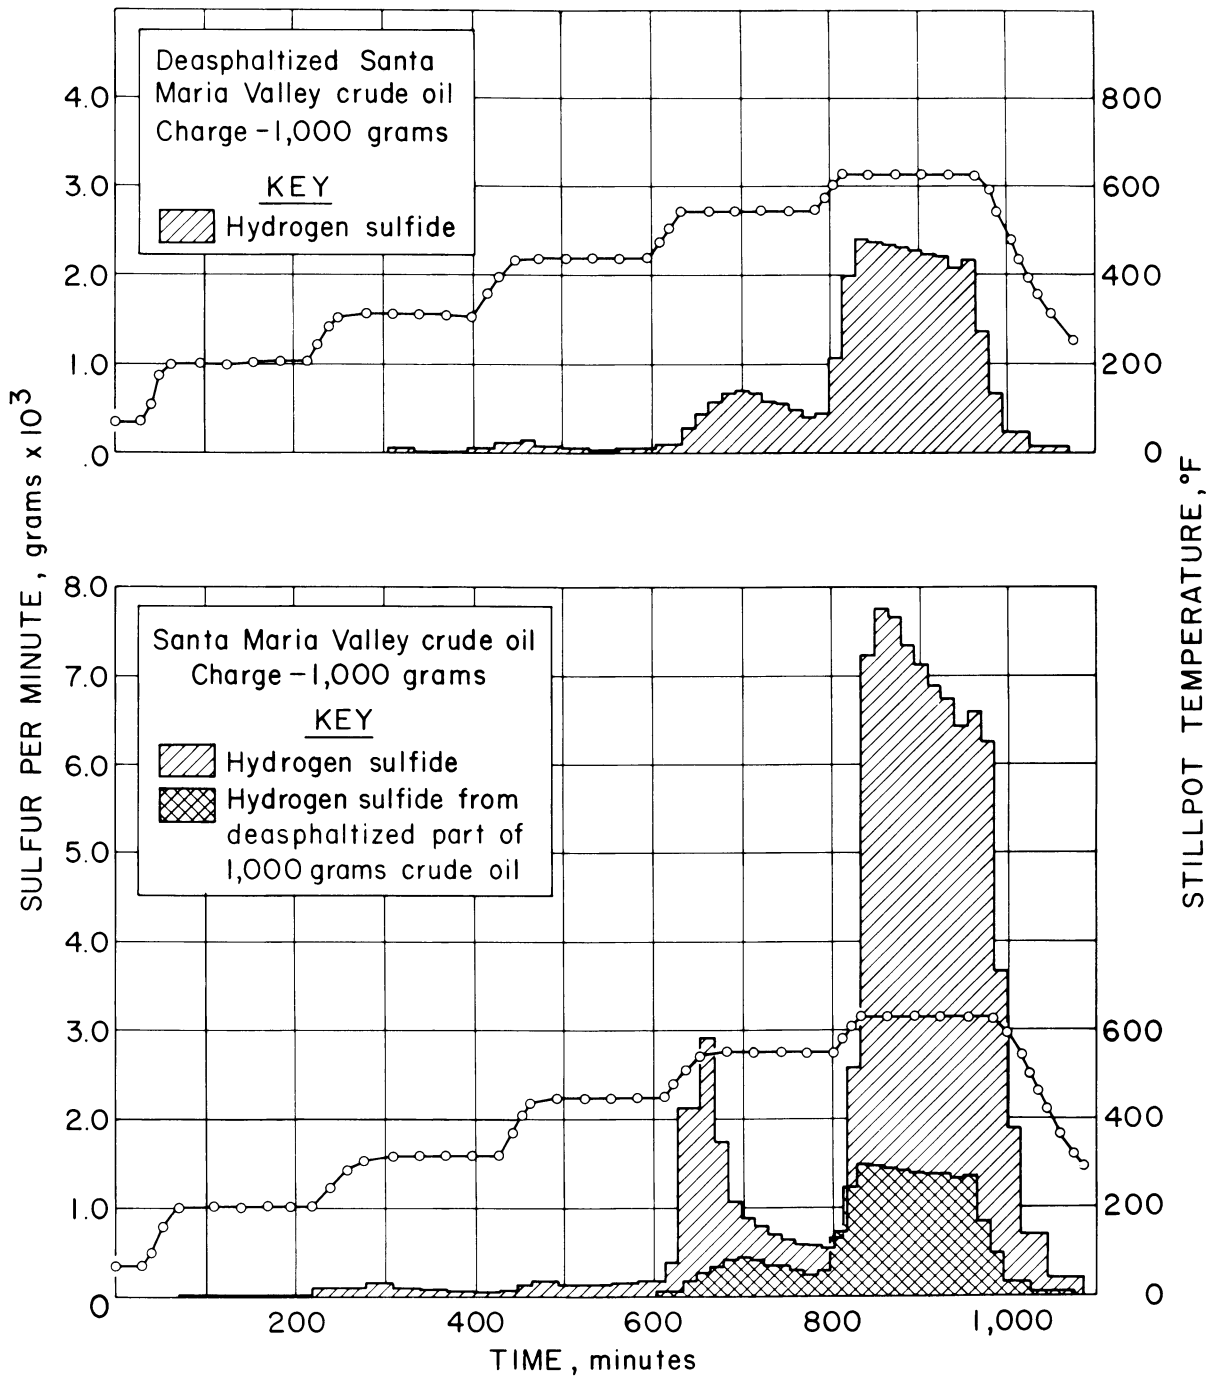 Deasphaltized Santa
Maria Valley crude oil
Charge - 1,000 grams
KEY
Hydrogen sulfide
4.0
3.0
2.0
1.0
.0
800
600
400
200
0
SULFUR PER MINUTE, grams x 10³
STILLPOT TEMPERATURE, °F
Santa Maria Valley crude oil
Charge - 1,000 grams
KEY
Hydrogen sulfide
Hydrogen sulfide from
deasphaltized part of
1,000 grams crude oil
8.0
7.0
6.0
5.0
4.0
3.0
2.0
1.0
0
600
400
200
0
200 400 600 800 1,000
TIME, minutes